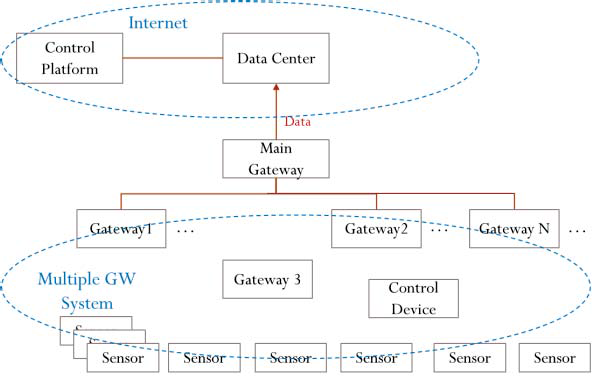 Internet
Control
Platform
Data Center
Data
Main
Gateway
Gateway1
...
Gateway2
...
Gateway N
...
Multiple GW
System
Gateway 3
Control
Device
Sensor
Sensor
Sensor
Sensor
Sensor
Sensor